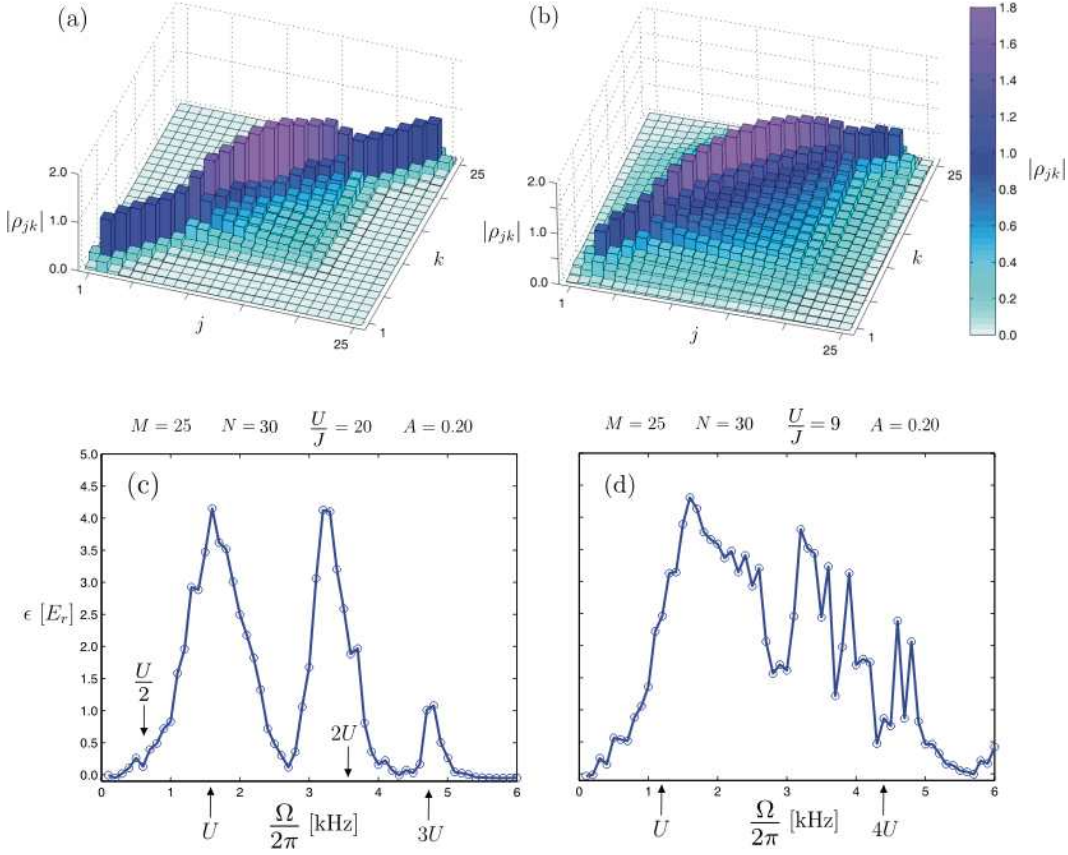 (a)
(b)
1.8
1.6
1.4
1.2
1.0
0.8
0.6
0.4
0.2
0.0
|ρ_jk|
2.0
1.0
0.0
|ρ_jk|
1
j
25
1
k
25
2.0
1.0
0.0
|ρ_jk|
1
j
25
1
k
25
M = 25 N = 30 U/J = 20 A = 0.20
M = 25 N = 30 U/J = 9 A = 0.20
(c)
5.0
4.5
4.0
3.5
3.0
2.5
2.0
1.5
1.0
0.5
0.0
ϵ [E_r]
U/2
2U
0 1 2 3 4 5 6
U
Ω/2π [kHz]
3U
(d)
0 1 2 3 4 5 6
U
Ω/2π [kHz]
4U